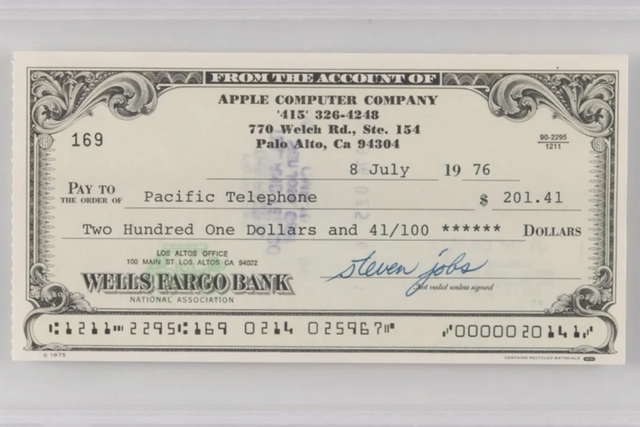 FROM THE ACCOUNT OF
APPLE COMPUTER COMPANY
'415' 326-4248
770 Welch Rd., Ste. 154
Palo Alto, Ca 94304
169
90-2295
1211
8 July 19 76
PAY TO
THE ORDER OF Pacific Telephone $ 201.41
Two Hundred One Dollars and 41/100 ****** DOLLARS
LOS ALTOS OFFICE
100 MAIN ST LOS ALTOS CA 94022
WELLS FARGO BANK
NATIONAL ASSOCIATION
steven jobs
Not valid unless signed
⑆1211⑉2295⑆169 0214 025967⑈ ⑇0000020141⑇
© 1975
CONTAINS RECYCLED MATERIALS